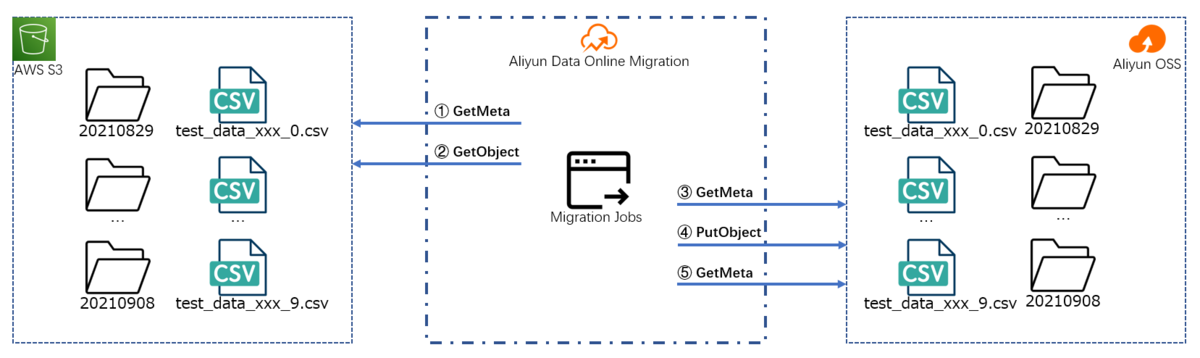 AWS S3
20210829
CSV
test_data_xxx_0.csv
...
CSV
...
20210908
CSV
test_data_xxx_9.csv
Aliyun Data Online Migration
① GetMeta
② GetObject
Migration Jobs
③ GetMeta
④ PutObject
⑤ GetMeta
Aliyun OSS
CSV
test_data_xxx_0.csv
20210829
CSV
...
...
CSV
test_data_xxx_9.csv
20210908